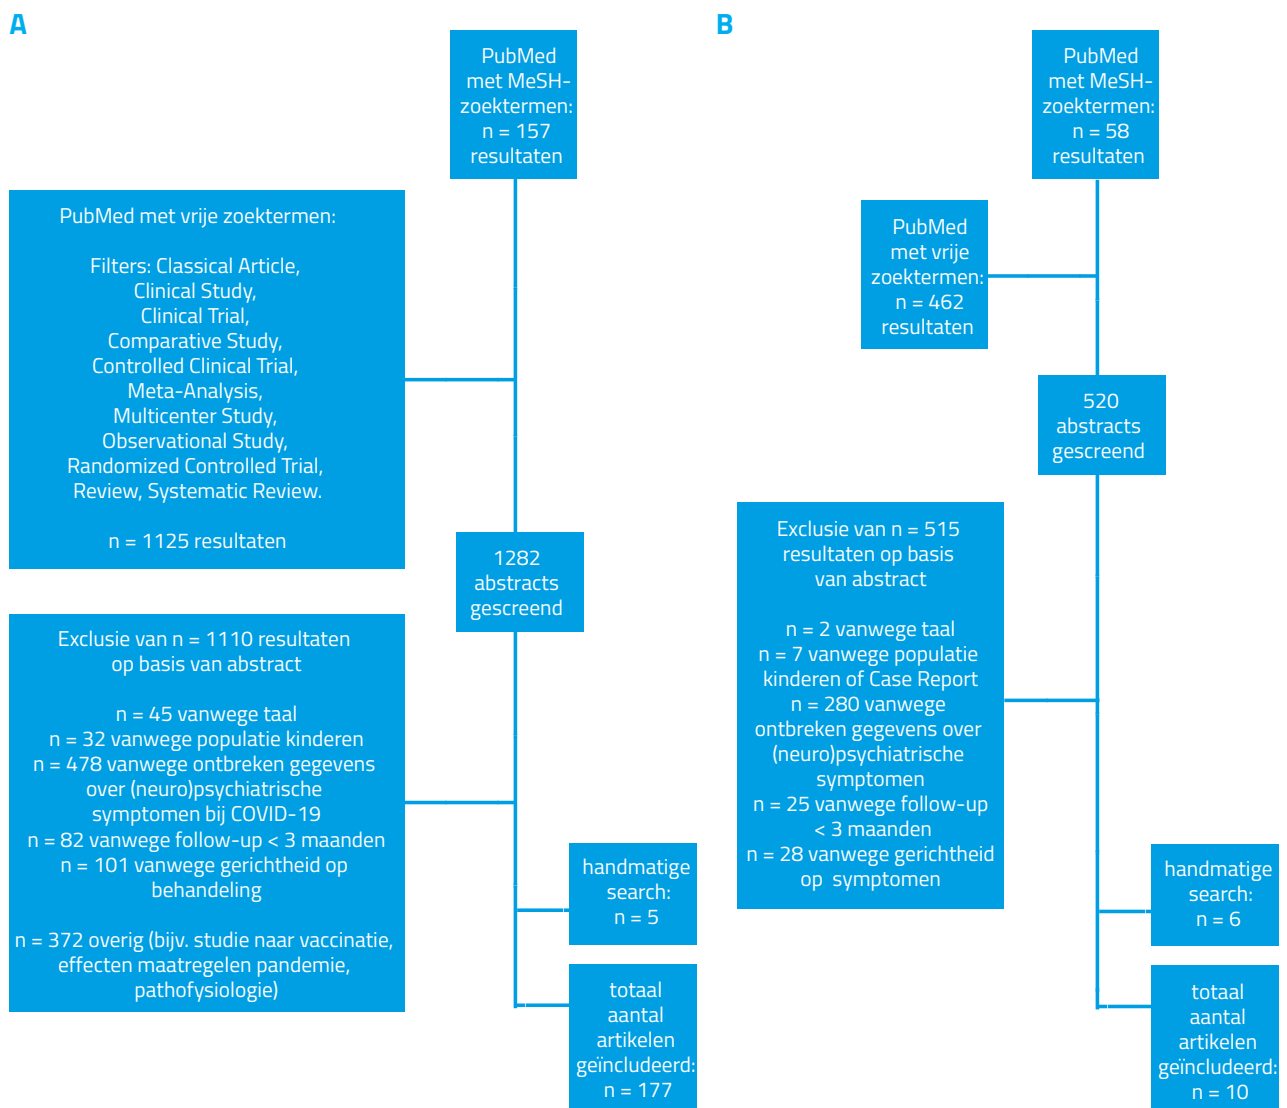 A
PubMed
met MeSH-
zoektermen:
n = 157
resultaten
PubMed met vrije zoektermen:
Filters: Classical Article,
Clinical Study,
Clinical Trial,
Comparative Study,
Controlled Clinical Trial,
Meta-Analysis,
Multicenter Study,
Observational Study,
Randomized Controlled Trial,
Review, Systematic Review.
n = 1125 resultaten
1282
abstracts
gescreend
Exclusie van n = 1110 resultaten
op basis van abstract
n = 45 vanwege taal
n = 32 vanwege populatie kinderen
n = 478 vanwege ontbreken gegevens
over (neuro)psychiatrische
symptomen bij COVID-19
n = 82 vanwege follow-up < 3 maanden
n = 101 vanwege gerichtheid op
behandeling
n = 372 overig (bijv. studie naar vaccinatie,
effecten maatregelen pandemie,
pathofysiologie)
handmatige
search:
n = 5
totaal
aantal
artikelen
geïncludeerd:
n = 177
B
PubMed
met MeSH-
zoektermen:
n = 58
resultaten
PubMed
met vrije
zoektermen:
n = 462
resultaten
520
abstracts
gescreend
Exclusie van n = 515
resultaten op basis
van abstract
n = 2 vanwege taal
n = 7 vanwege populatie
kinderen of Case Report
n = 280 vanwege
ontbreken gegevens over
(neuro)psychiatrische
symptomen
n = 25 vanwege follow-up
< 3 maanden
n = 28 vanwege gerichtheid
op symptomen
handmatige
search:
n = 6
totaal
aantal
artikelen
geïncludeerd:
n = 10